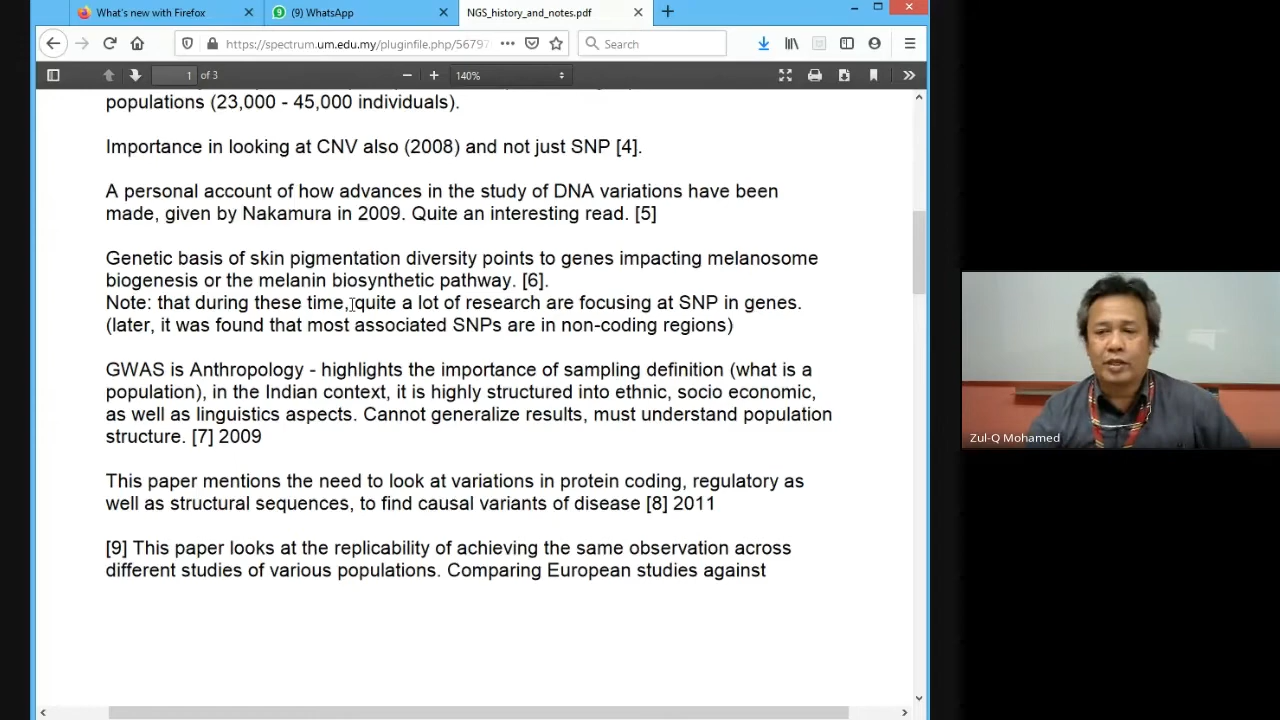 What's new with Firefox
(9) WhatsApp
NGS_history_and_notes.pdf
https://spectrum.um.edu.my/pluginfile.php/56797
Search
1 of 3
140%
populations (23,000 - 45,000 individuals).
Importance in looking at CNV also (2008) and not just SNP [4].
A personal account of how advances in the study of DNA variations have been
made, given by Nakamura in 2009. Quite an interesting read. [5]
Genetic basis of skin pigmentation diversity points to genes impacting melanosome
biogenesis or the melanin biosynthetic pathway. [6].
Note: that during these time, quite a lot of research are focusing at SNP in genes.
(later, it was found that most associated SNPs are in non-coding regions)
GWAS is Anthropology - highlights the importance of sampling definition (what is a
population), in the Indian context, it is highly structured into ethnic, socio economic,
as well as linguistics aspects. Cannot generalize results, must understand population
structure. [7] 2009
This paper mentions the need to look at variations in protein coding, regulatory as
well as structural sequences, to find causal variants of disease [8] 2011
[9] This paper looks at the replicability of achieving the same observation across
different studies of various populations. Comparing European studies against
Zul-Q Mohamed